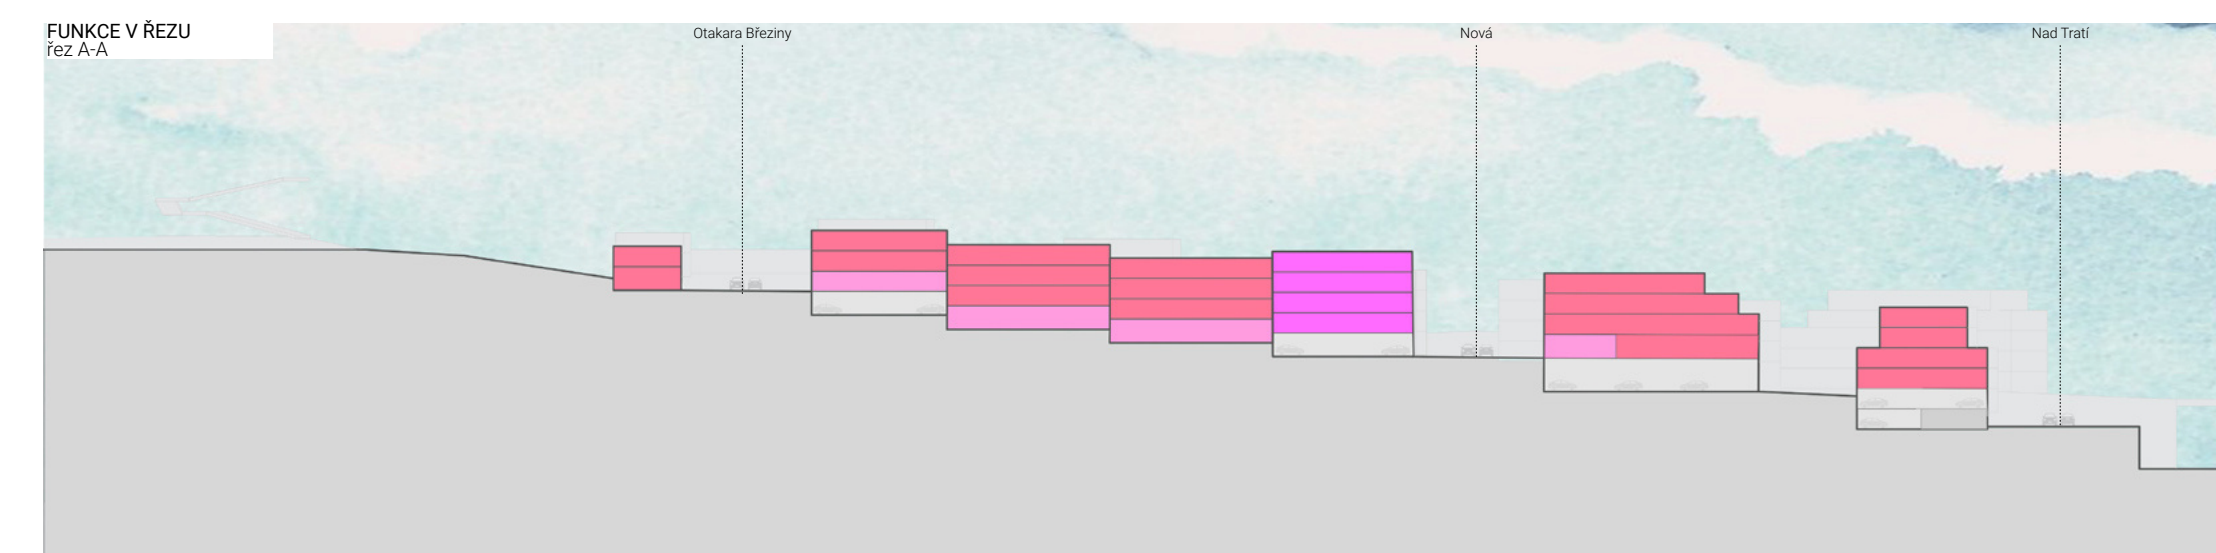 FUNKCE V ŘEZU
řez A-A
Otakara Březiny
Nová
Nad Tratí